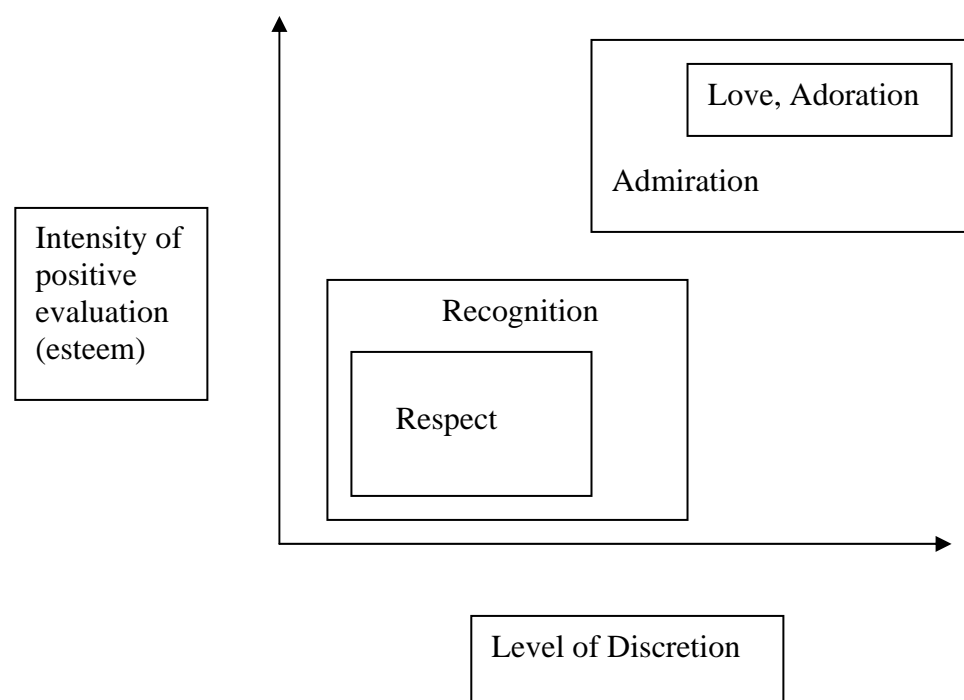 Love, Adoration
Admiration
Intensity of
positive
evaluation
(esteem)
Recognition
Respect
Level of Discretion